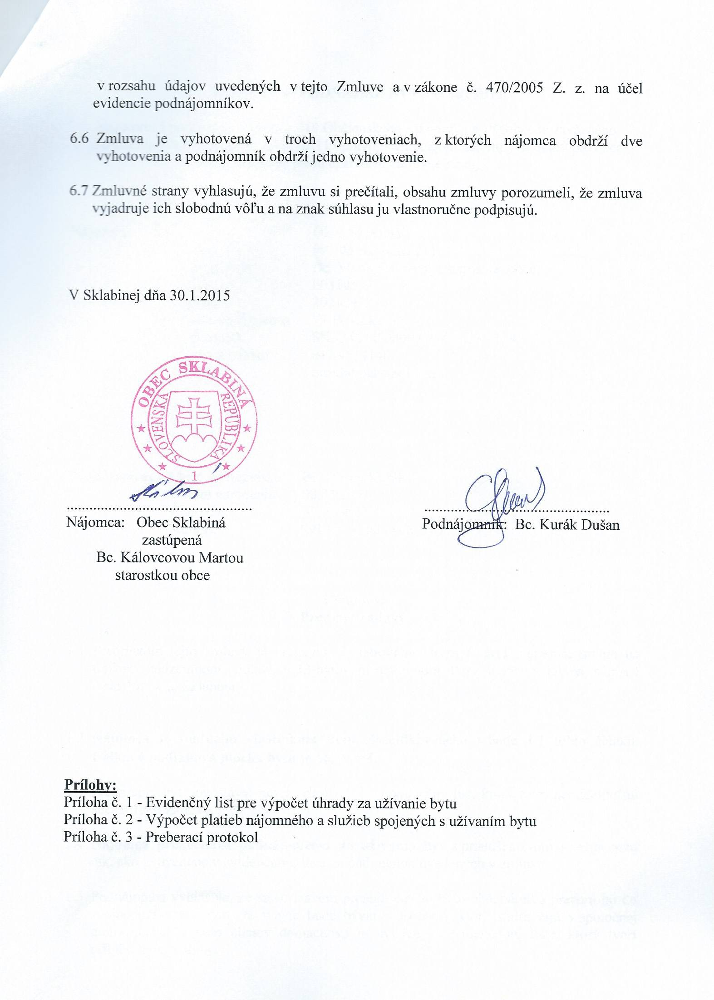 v rozsahu údajov uvedených v tejto Zmluve a v zákone č. 470/2005 Z. z. na účel
evidencie podnájomníkov.
6.6 Zmluva je vyhotovená v troch vyhotoveniach, z ktorých nájomca obdrží dve
vyhotovenia a podnájomník obdrží jedno vyhotovenie.
6.7 Zmluvné strany vyhlasujú, že zmluvu si prečítali, obsahu zmluvy porozumeli, že zmluva
vyjadruje ich slobodnú vôľu a na znak súhlasu ju vlastnoručne podpisujú.
V Sklabinej dňa 30.1.2015
OBEC SKLABINÁ
SLOVENSKÁ REPUBLIKA
1
Nájomca: Obec Sklabiná
zastúpená
Bc. Kálovcovou Martou
starostkou obce
Podnájomník: Bc. Kurák Dušan
Prílohy:
Príloha č. 1 - Evidenčný list pre výpočet úhrady za užívanie bytu
Príloha č. 2 - Výpočet platieb nájomného a služieb spojených s užívaním bytu
Príloha č. 3 - Preberací protokol